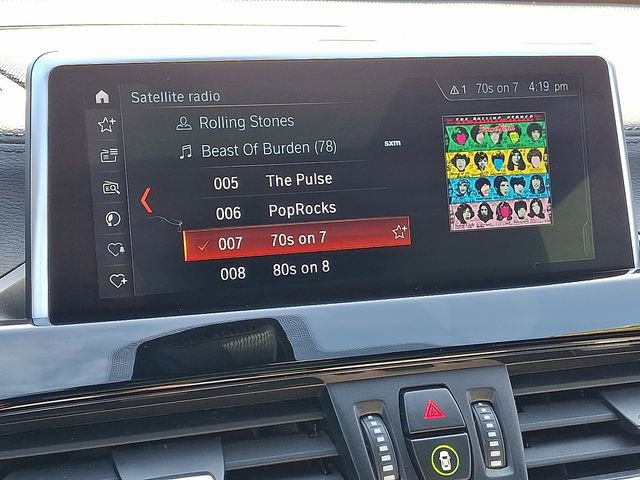 Satellite radio
1 70s on 7 4:19 pm
Rolling Stones
Beast Of Burden (78)
sxm
005 The Pulse
006 PopRocks
007 70s on 7
008 80s on 8
THE ROLLING STONES